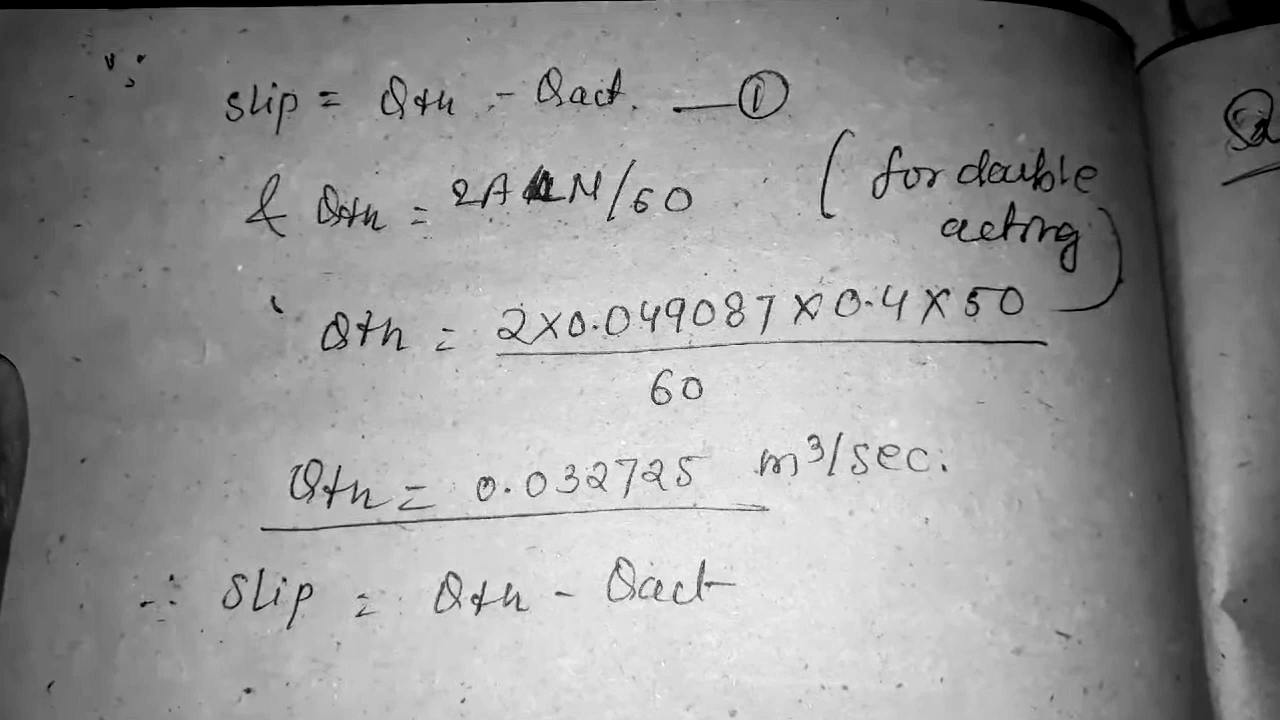 ∵
slip = Qth - Qact. —①
& Qth = 2ALN/60 (for double
acting)
Qth = 2×0.049087×0.4×50
60
Qth = 0.032725 m³/sec.
∴ slip = Qth - Qact